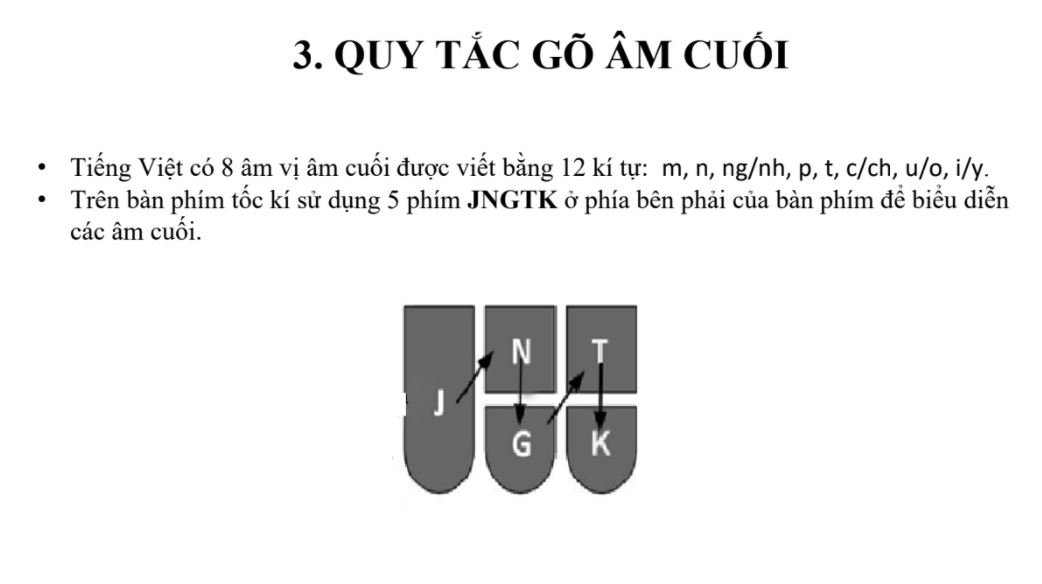 3. QUY TẮC GÕ ÂM CUỐI
• Tiếng Việt có 8 âm vị âm cuối được viết bằng 12 kí tự: m, n, ng/nh, p, t, c/ch, u/o, i/y.
• Trên bàn phím tốc kí sử dụng 5 phím JNGTK ở phía bên phải của bàn phím để biểu diễn
các âm cuối.
N T
J
G K